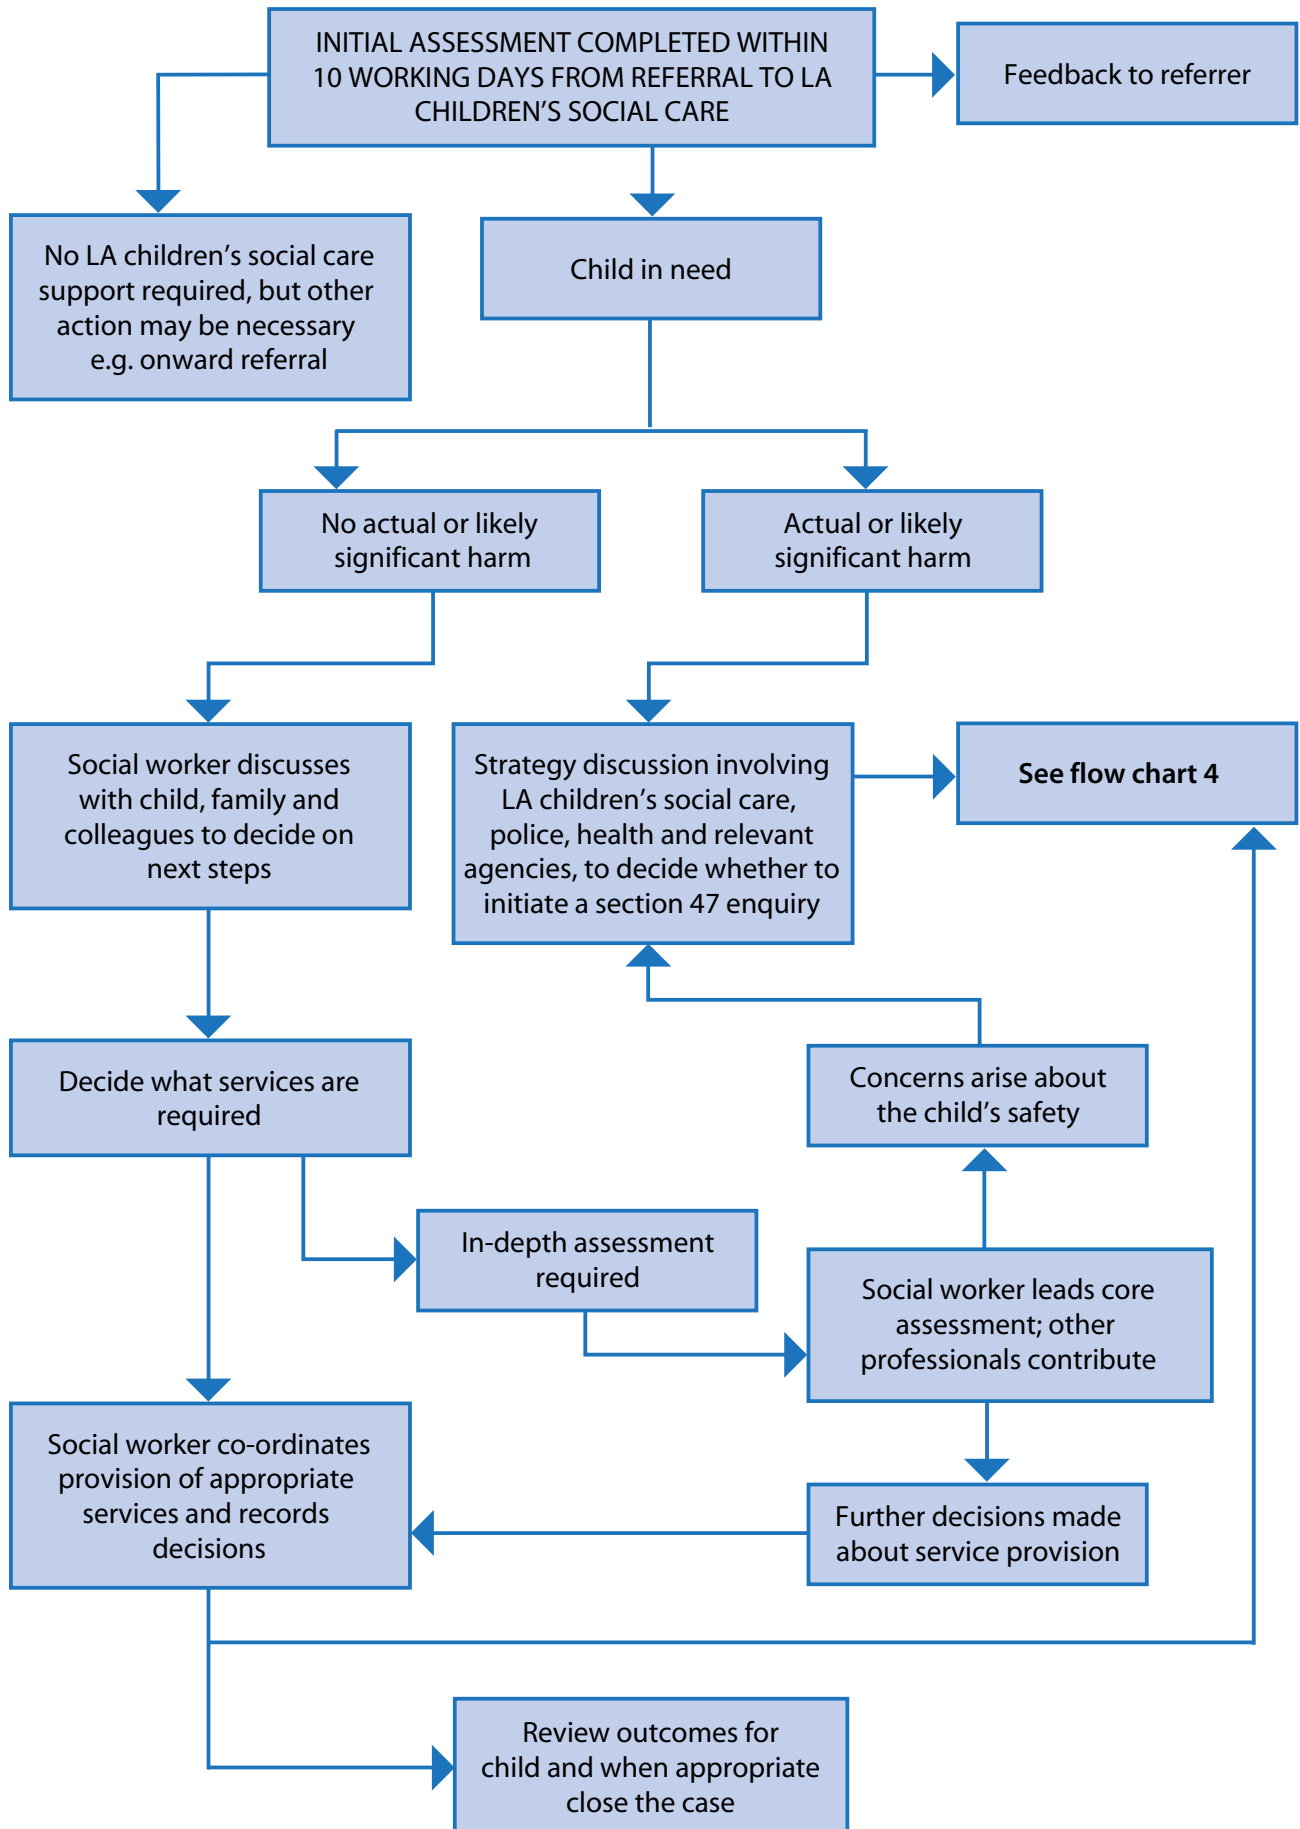 INITIAL ASSESSMENT COMPLETED WITHIN
10 WORKING DAYS FROM REFERRAL TO LA
CHILDREN’S SOCIAL CARE
Feedback to referrer
No LA children’s social care
support required, but other
action may be necessary
e.g. onward referral
Child in need
No actual or likely
significant harm
Actual or likely
significant harm
Social worker discusses
with child, family and
colleagues to decide on
next steps
Strategy discussion involving
LA children’s social care,
police, health and relevant
agencies, to decide whether to
initiate a section 47 enquiry
See flow chart 4
Decide what services are
required
Concerns arise about
the child’s safety
In-depth assessment
required
Social worker leads core
assessment; other
professionals contribute
Social worker co-ordinates
provision of appropriate
services and records
decisions
Further decisions made
about service provision
Review outcomes for
child and when appropriate
close the case